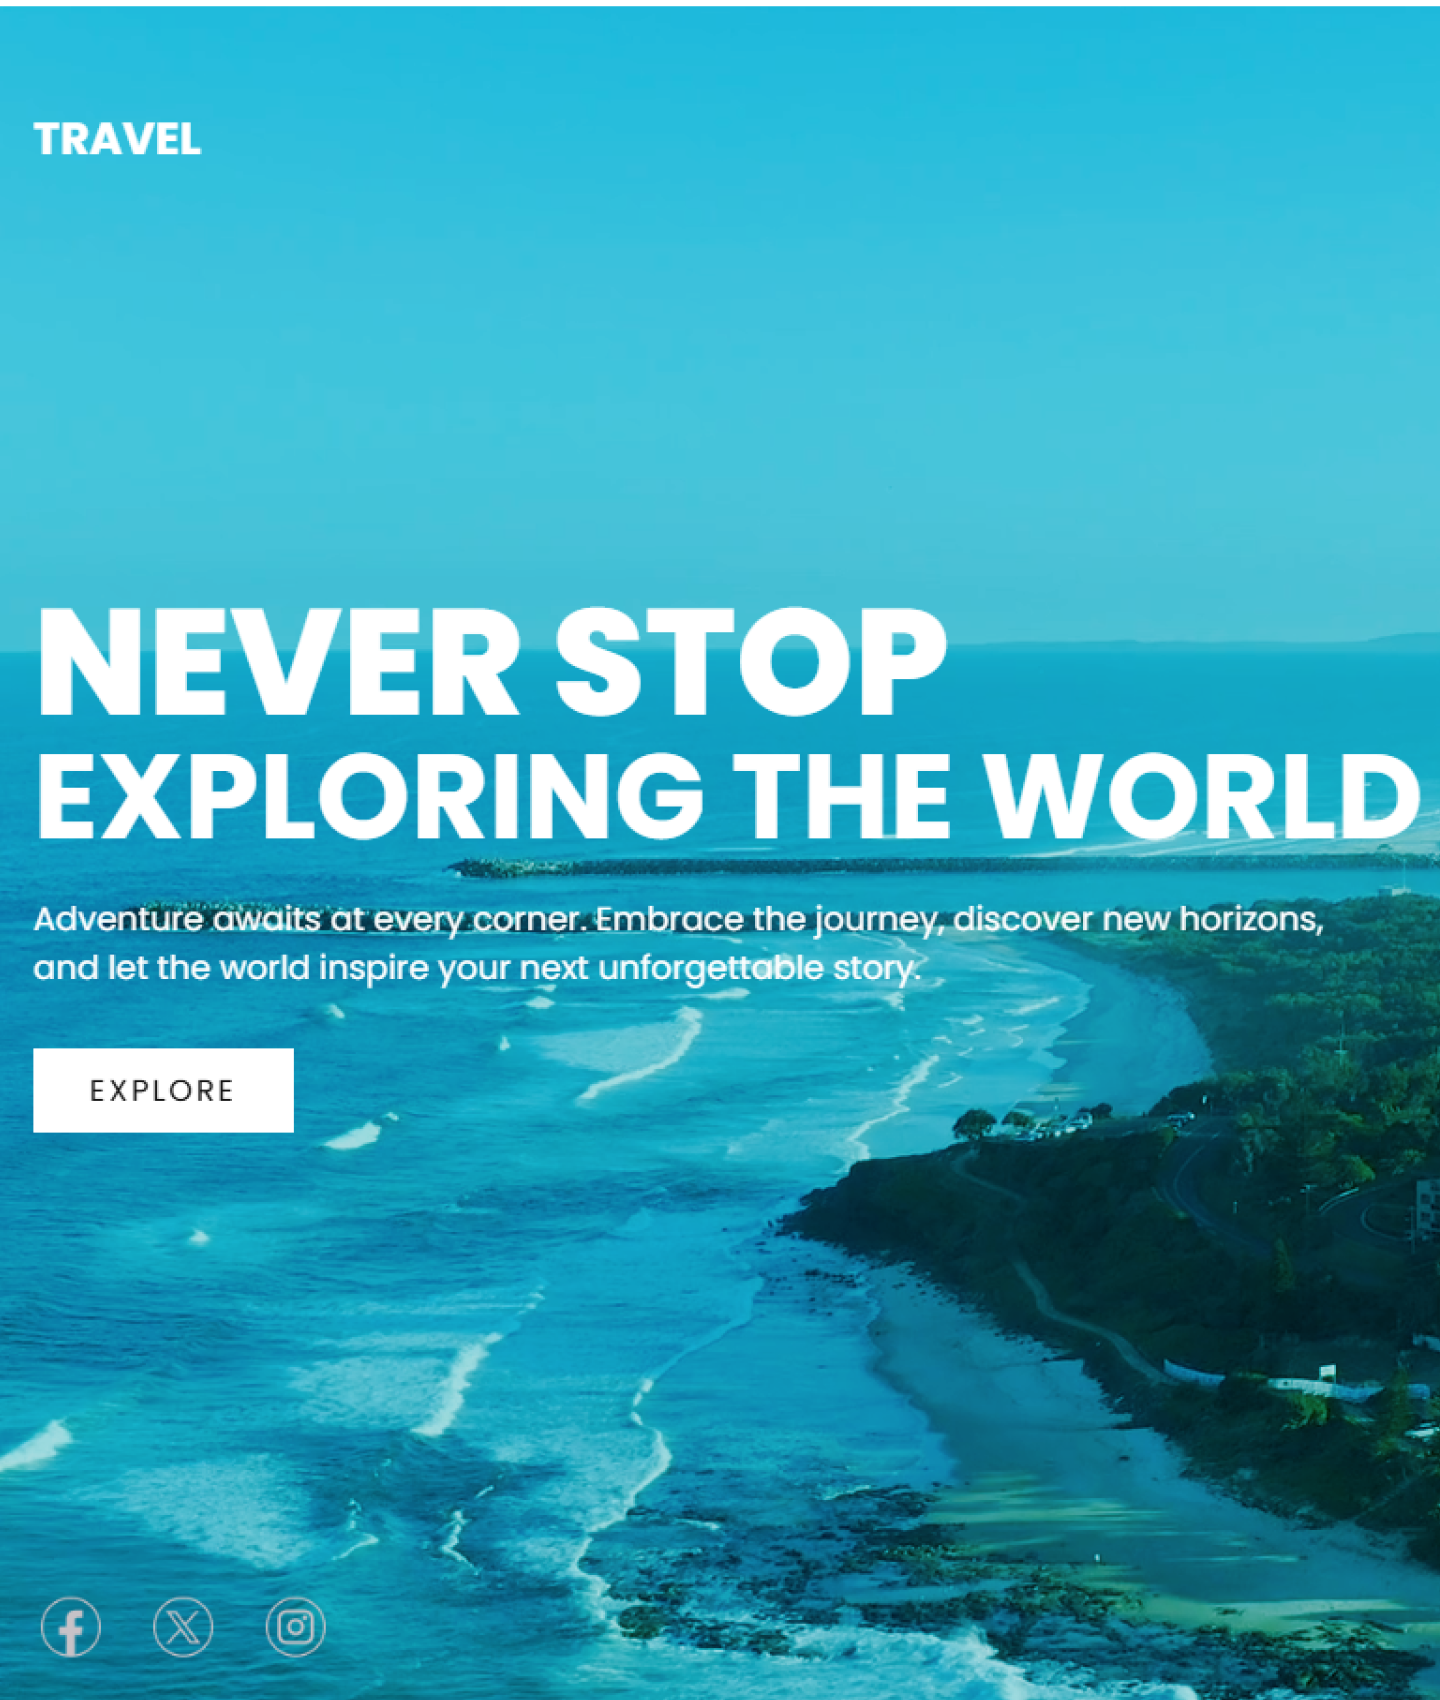 TRAVEL
NEVER STOP
EXPLORING THE WORLD
Adventure awaits at every corner. Embrace the journey, discover new horizons,
and let the world inspire your next unforgettable story.
EXPLORE